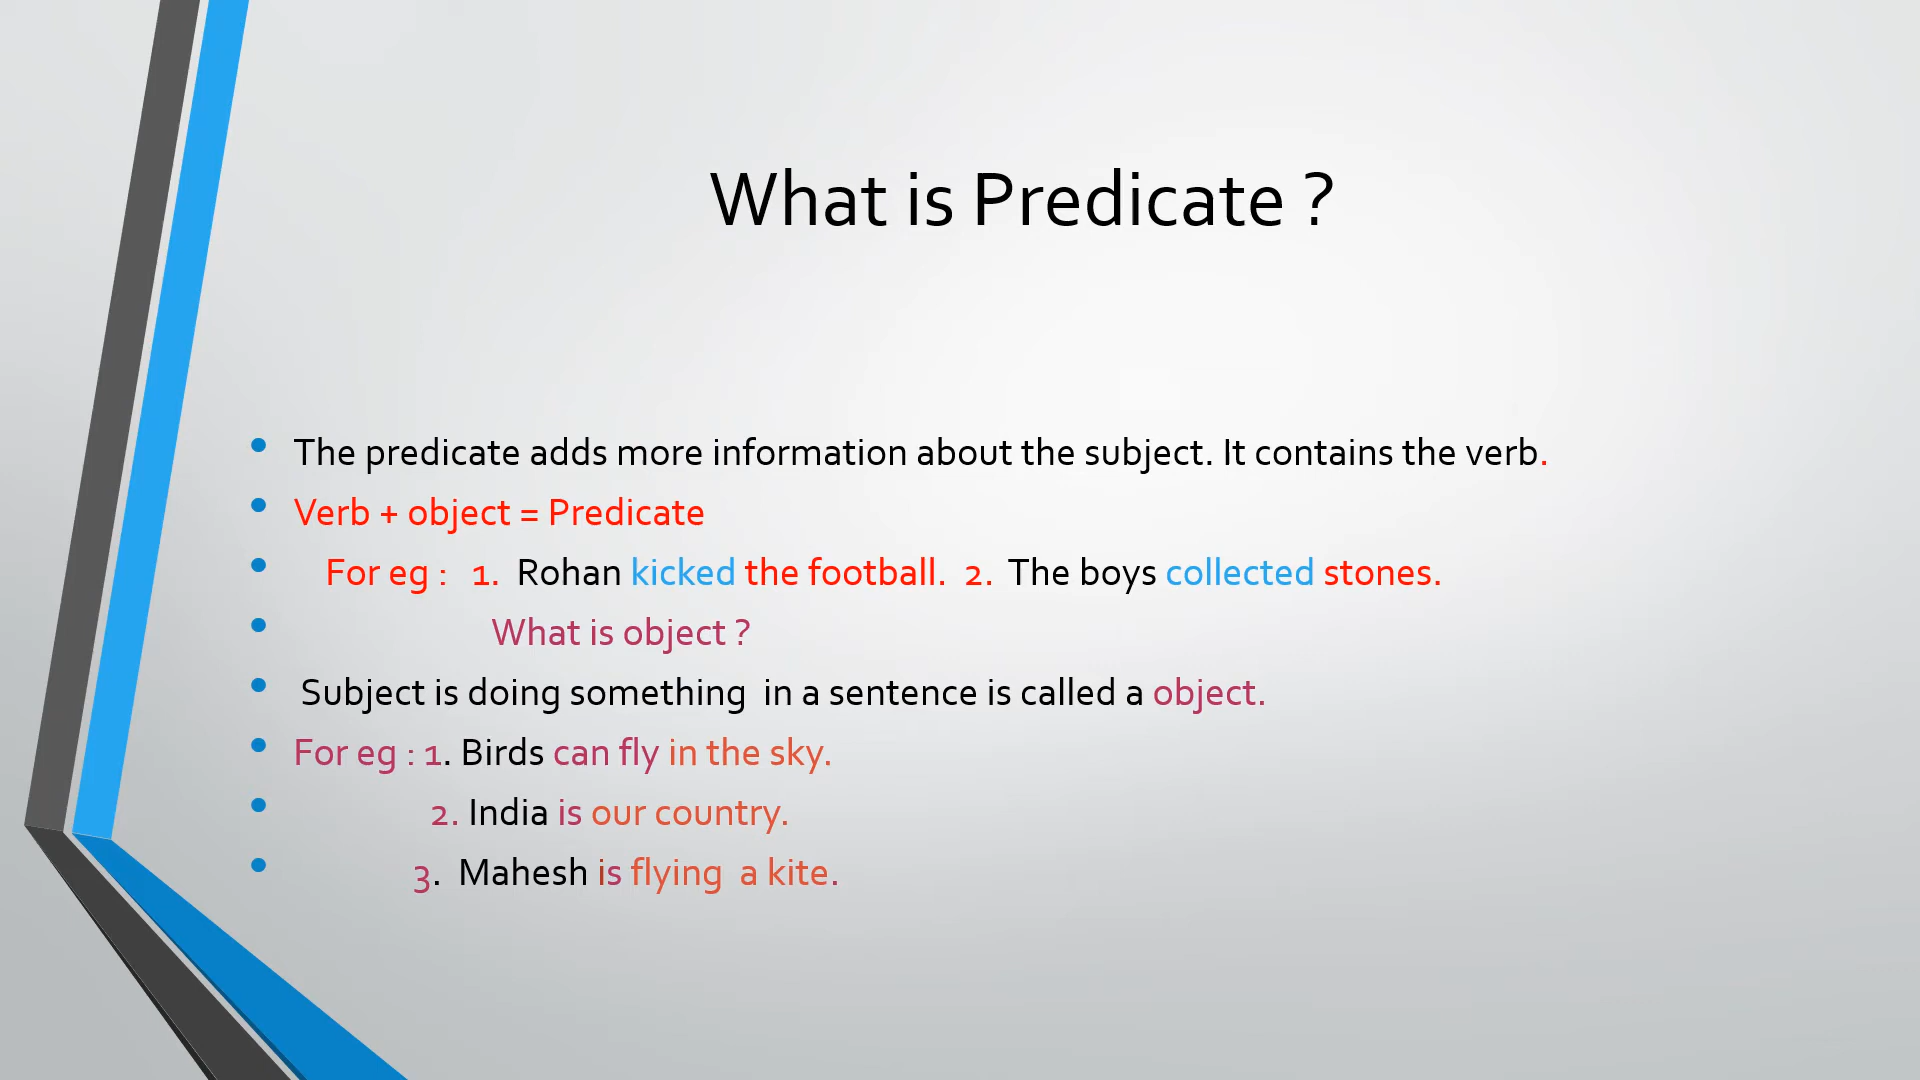 What is Predicate ?
The predicate adds more information about the subject. It contains the verb.
Verb + object = Predicate
For eg : 1. Rohan kicked the football. 2. The boys collected stones.
What is object ?
Subject is doing something in a sentence is called a object.
For eg : 1. Birds can fly in the sky.
2. India is our country.
3. Mahesh is flying a kite.